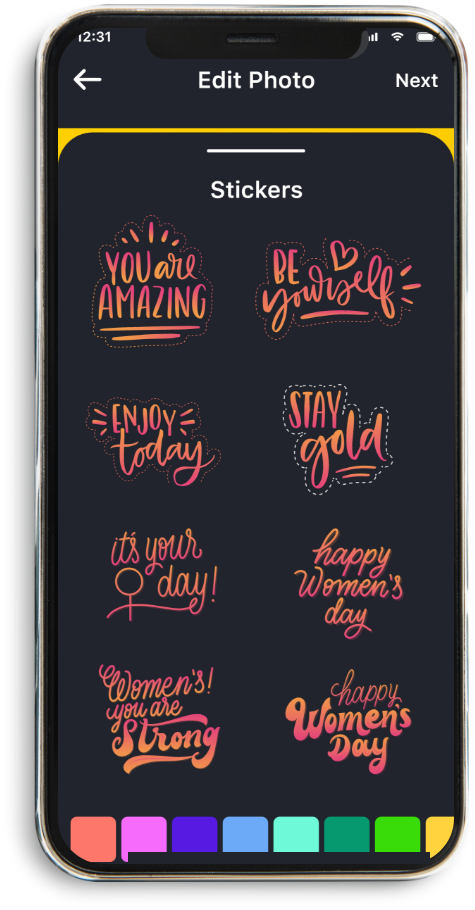 12:31
Edit Photo
Next
Stickers
YOU are
AMAZING
BE
yourself
ENJOY
today
STAY
gold
it's your
day!
happy
Women's
day
Women's!
you are
Strong
happy
Women's
Day